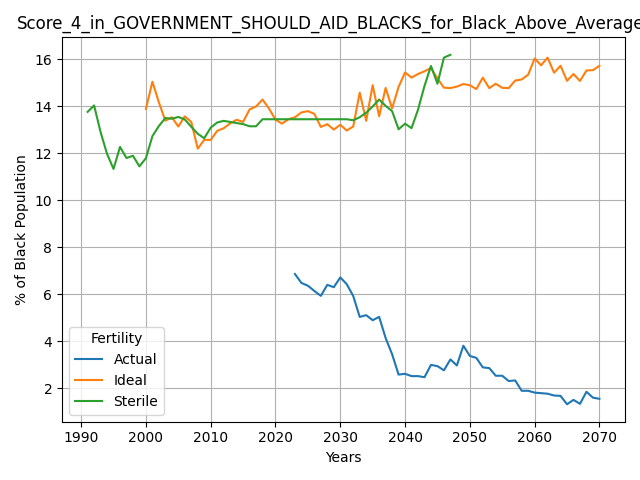 Score_4_in_GOVERNMENT_SHOULD_AID_BLACKS_for_Black_Above_Average
16
14
12
10
8
6
4
2
% of Black Population
Fertility
Actual
Ideal
Sterile
1990 2000 2010 2020 2030 2040 2050 2060 2070
Years